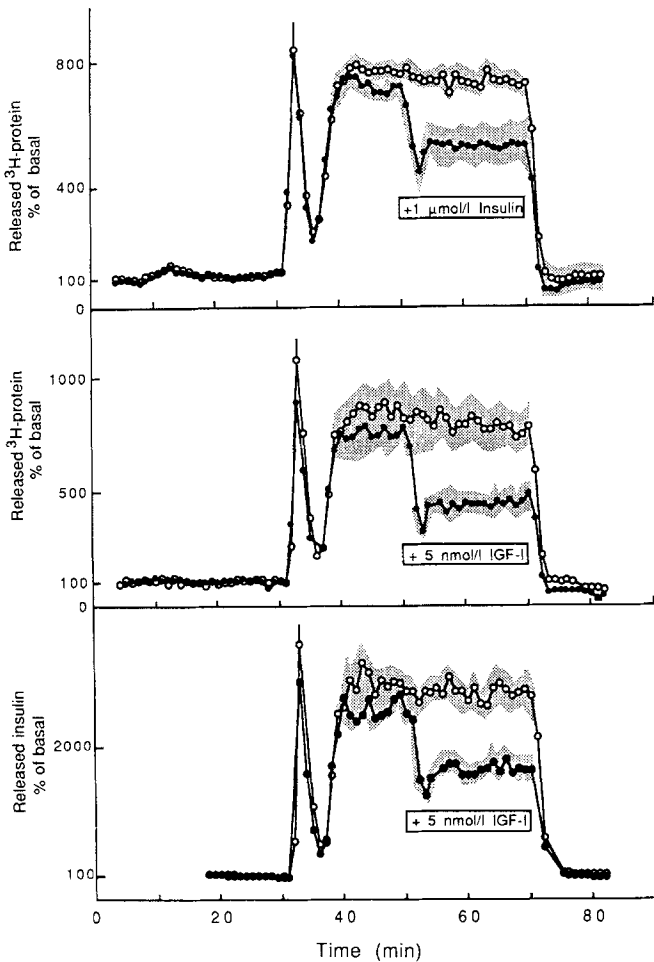 800
400
100
0
Released ³H-protein
% of basal
+1 µmol/l Insulin
1000
500
100
0
Released ³H-protein
% of basal
+ 5 nmol/l IGF-I
2000
100
Released insulin
% of basal
+ 5 nmol/l IGF-I
0 20 40 60 80
Time (min)